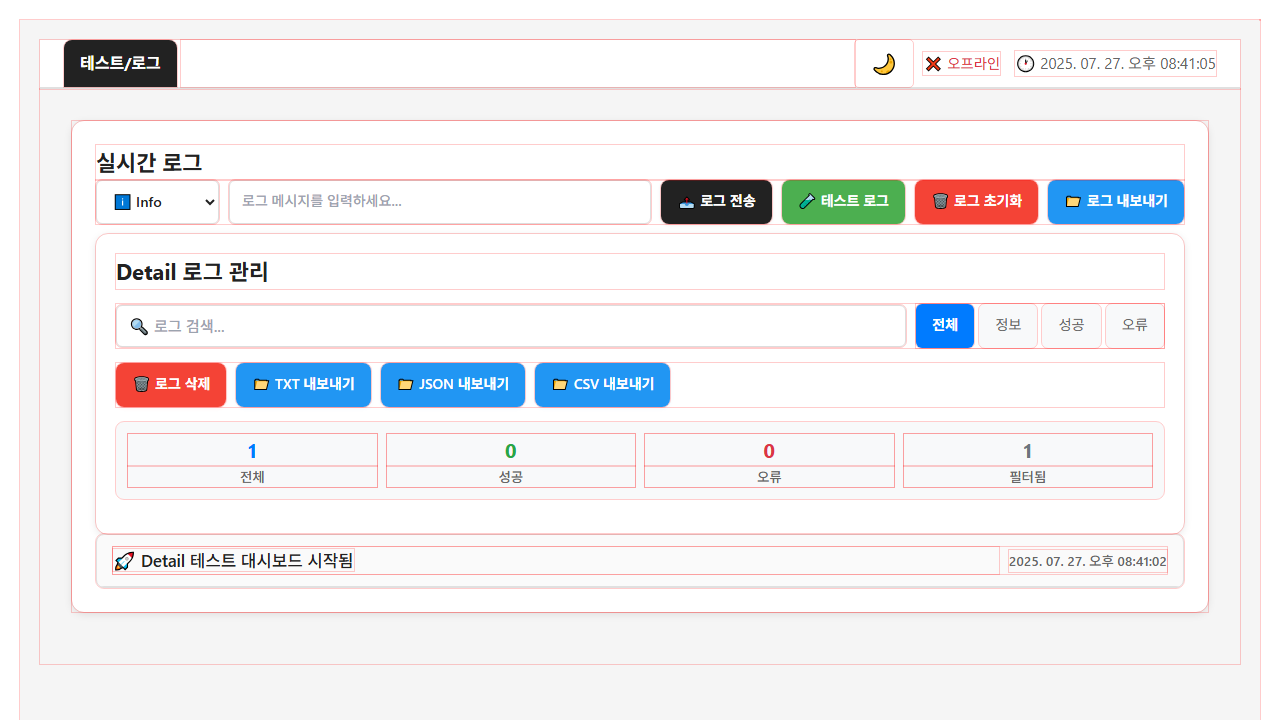 테스트/로그
🌙
❌ 오프라인
🕐 2025. 07. 27. 오후 08:41:05
실시간 로그
ℹ️ Info
로그 메시지를 입력하세요...
📤 로그 전송
🧪 테스트 로그
🗑️ 로그 초기화
📁 로그 내보내기
Detail 로그 관리
🔍 로그 검색...
전체
정보
성공
오류
🗑️ 로그 삭제
📁 TXT 내보내기
📁 JSON 내보내기
📁 CSV 내보내기
1
전체
0
성공
0
오류
1
필터됨
🚀 Detail 테스트 대시보드 시작됨
2025. 07. 27. 오후 08:41:02